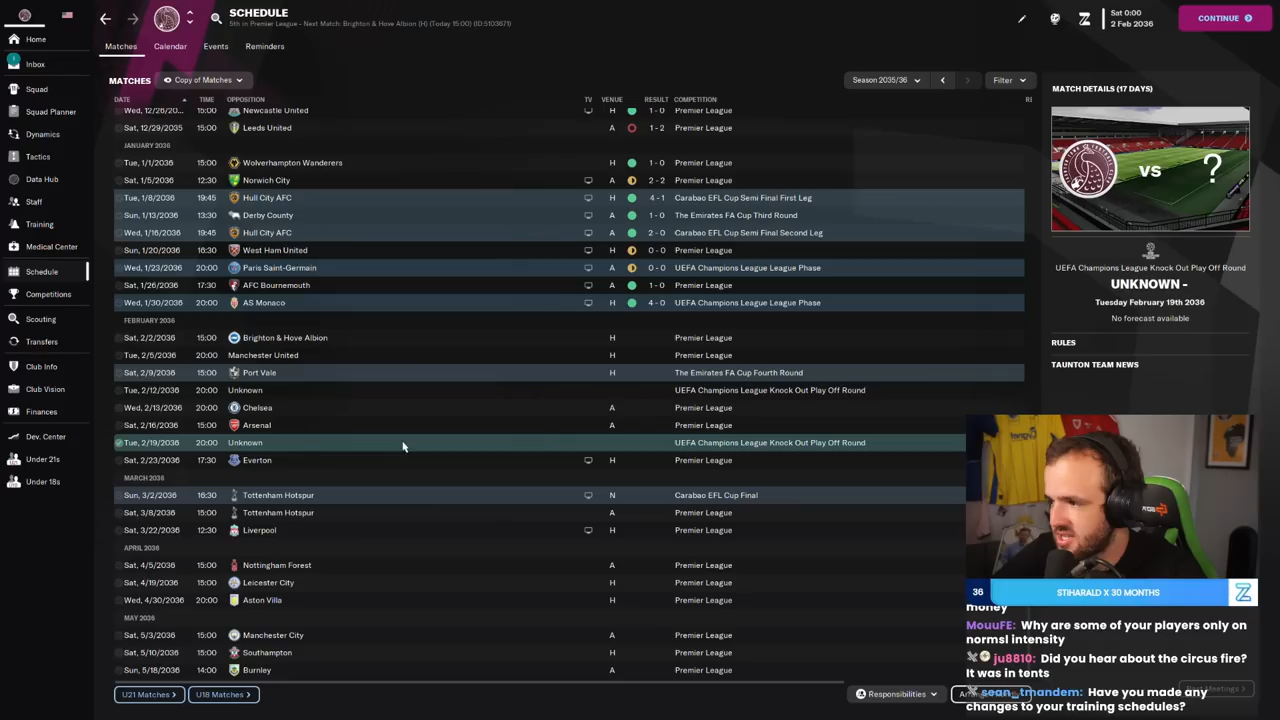 SCHEDULE
5th in Premier League - Next Match: Brighton & Hove Albion (H) (Today 15:00) (ID:5103671)
Sat 0:00
2 Feb 2036
CONTINUE
Home
Inbox
Squad
Squad Planner
Dynamics
Tactics
Data Hub
Staff
Training
Medical Center
Schedule
Competitions
Scouting
Transfers
Club Info
Club Vision
Finances
Dev. Center
Under 21s
Under 18s
Matches Calendar Events Reminders
MATCHES Copy of Matches Season 2035/36 Filter
DATE TIME OPPOSITION TV VENUE RESULT COMPETITION
Wed, 12/26/20... 15:00 Newcastle United H 1 - 0 Premier League
Sat, 12/29/2035 15:00 Leeds United A 1 - 2 Premier League
JANUARY 2036
Tue, 1/1/2036 15:00 Wolverhampton Wanderers H 1 - 0 Premier League
Sat, 1/5/2036 12:30 Norwich City A 2 - 2 Premier League
Tue, 1/8/2036 19:45 Hull City AFC H 4 - 1 Carabao EFL Cup Semi Final First Leg
Sun, 1/13/2036 13:30 Derby County A 1 - 0 The Emirates FA Cup Third Round
Wed, 1/16/2036 19:45 Hull City AFC A 2 - 0 Carabao EFL Cup Semi Final Second Leg
Sun, 1/20/2036 16:30 West Ham United H 0 - 0 Premier League
Wed, 1/23/2036 20:00 Paris Saint-Germain A 0 - 0 UEFA Champions League League Phase
Sat, 1/26/2036 17:30 AFC Bournemouth A 1 - 0 Premier League
Wed, 1/30/2036 20:00 AS Monaco H 4 - 0 UEFA Champions League League Phase
FEBRUARY 2036
Sat, 2/2/2036 15:00 Brighton & Hove Albion H Premier League
Tue, 2/5/2036 20:00 Manchester United H Premier League
Sat, 2/9/2036 15:00 Port Vale H The Emirates FA Cup Fourth Round
Tue, 2/12/2036 20:00 Unknown UEFA Champions League Knock Out Play Off Round
Wed, 2/13/2036 20:00 Chelsea A Premier League
Sat, 2/16/2036 15:00 Arsenal A Premier League
Tue, 2/19/2036 20:00 Unknown UEFA Champions League Knock Out Play Off Round
Sat, 2/23/2036 17:30 Everton H Premier League
MARCH 2036
Sun, 3/2/2036 16:30 Tottenham Hotspur N Carabao EFL Cup Final
Sat, 3/8/2036 15:00 Tottenham Hotspur A Premier League
Sat, 3/22/2036 12:30 Liverpool H Premier League
APRIL 2036
Sat, 4/5/2036 15:00 Nottingham Forest A Premier League
Sat, 4/19/2036 15:00 Leicester City H Premier League
Wed, 4/30/2036 20:00 Aston Villa H Premier League
MAY 2036
Sat, 5/3/2036 15:00 Manchester City A Premier League
Sat, 5/10/2036 15:00 Southampton H Premier League
Sun, 5/18/2036 14:00 Burnley A Premier League
U21 Matches > U18 Matches > Responsibilities
MATCH DETAILS (17 DAYS)
vs ?
UEFA Champions League Knock Out Play Off Round
UNKNOWN -
Tuesday February 19th 2036
No forecast available
RULES
TAUNTON TEAM NEWS
36 STIHARALD X 30 MONTHS
money
MouuFE: Why are some of your players only on
normsl intensity
ju8810: Did you hear about the circus fire?
It was in tents
sean_tmandem: Have you made any
changes to your training schedules?